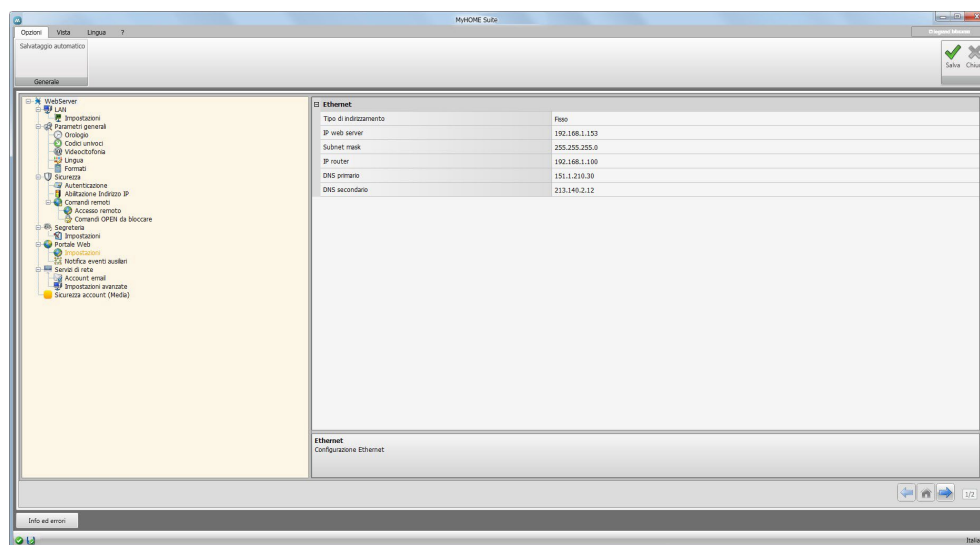 MyHOME Suite
Opzioni Vista Lingua ?
Salvataggio automatico
Salva Chiu
Generale
WebServer
LAN
Impostazioni
Parametri generali
Orologio
Codici univoci
Videocitofonia
Lingua
Formati
Sicurezza
Autenticazione
Abilitazione Indirizzo IP
Comandi remoti
Accesso remoto
Comandi OPEN da bloccare
Segreteria
Impostazioni
Portale Web
Impostazioni
Notifica eventi ausiliari
Servizi di rete
Account email
Impostazioni avanzate
Sicurezza account (Media)
Ethernet
Tipo di indirizzamento Fisso
IP web server 192.168.1.153
Subnet mask 255.255.255.0
IP router 192.168.1.100
DNS primario 151.1.210.30
DNS secondario 213.140.2.12
Ethernet
Configurazione Ethernet
1/2
Info ed errori